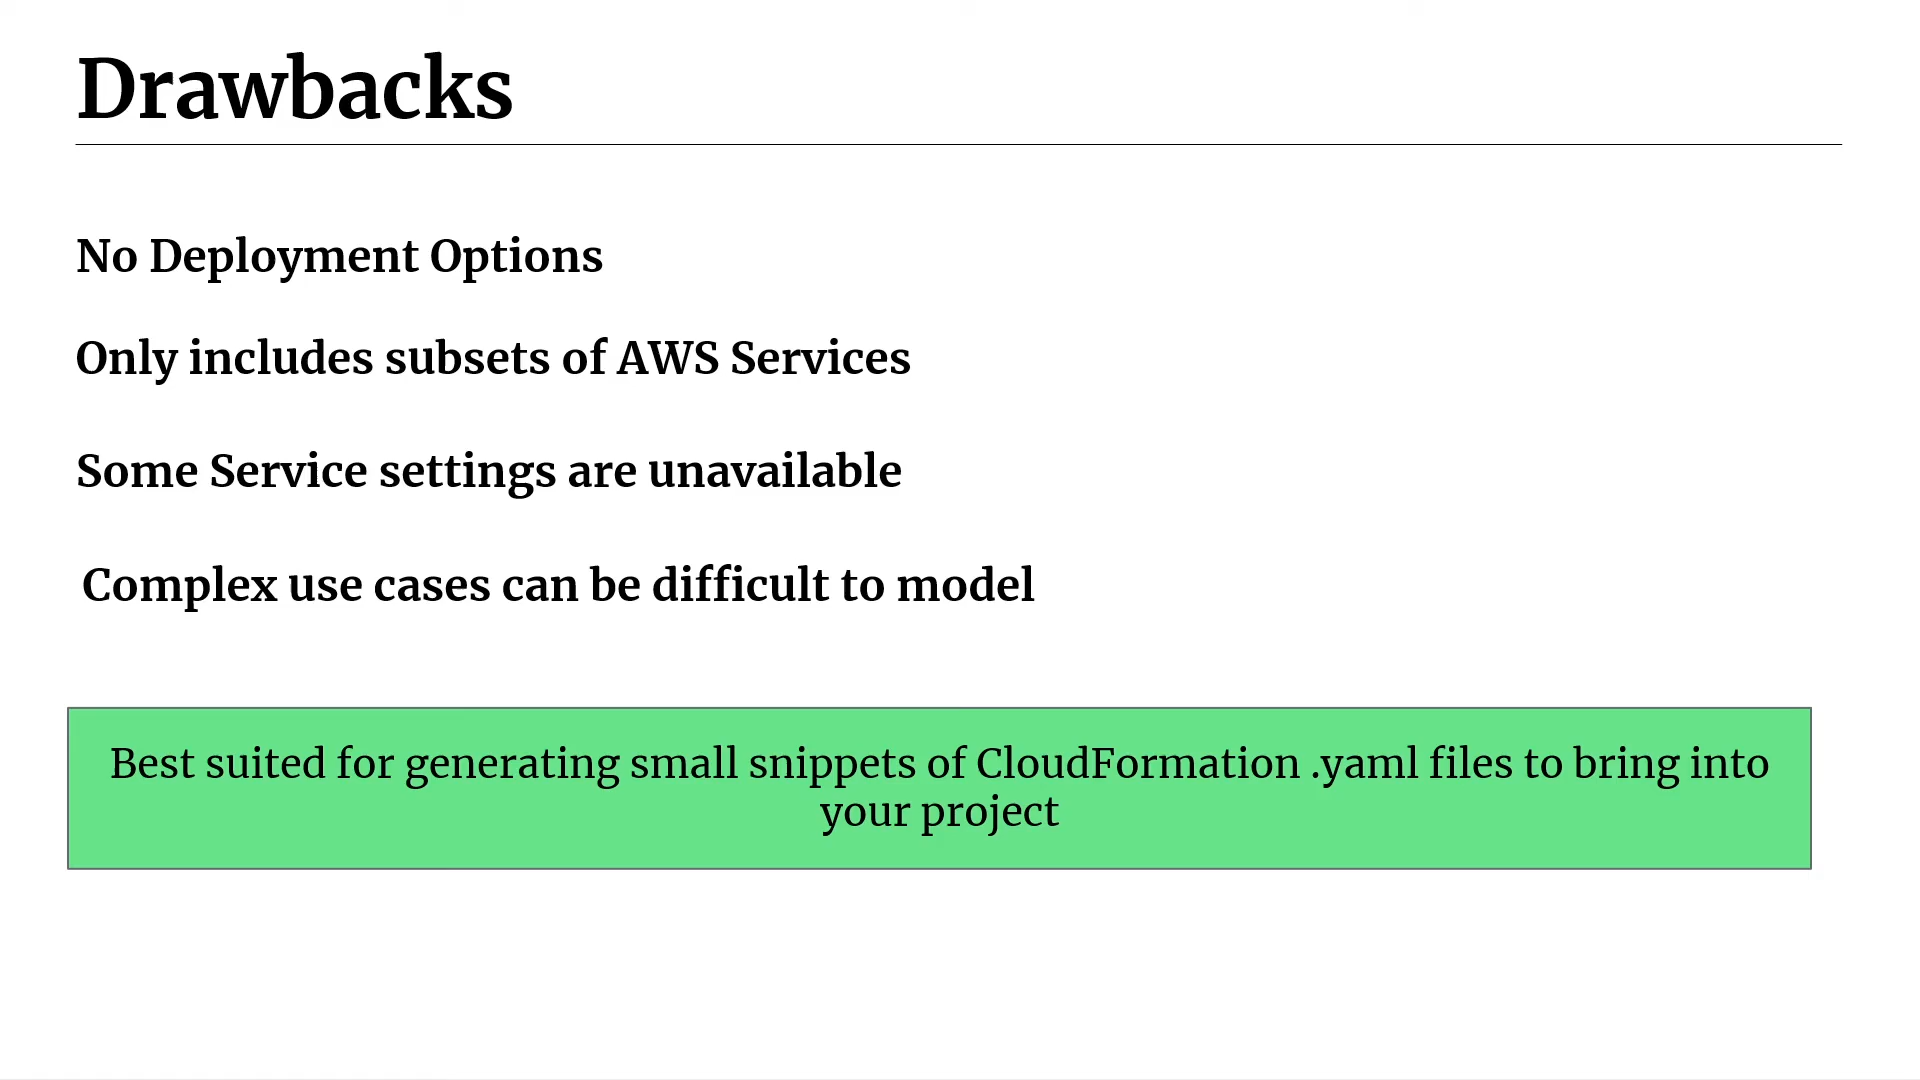 Drawbacks
No Deployment Options
Only includes subsets of AWS Services
Some Service settings are unavailable
Complex use cases can be difficult to model
Best suited for generating small snippets of CloudFormation .yaml files to bring into
your project